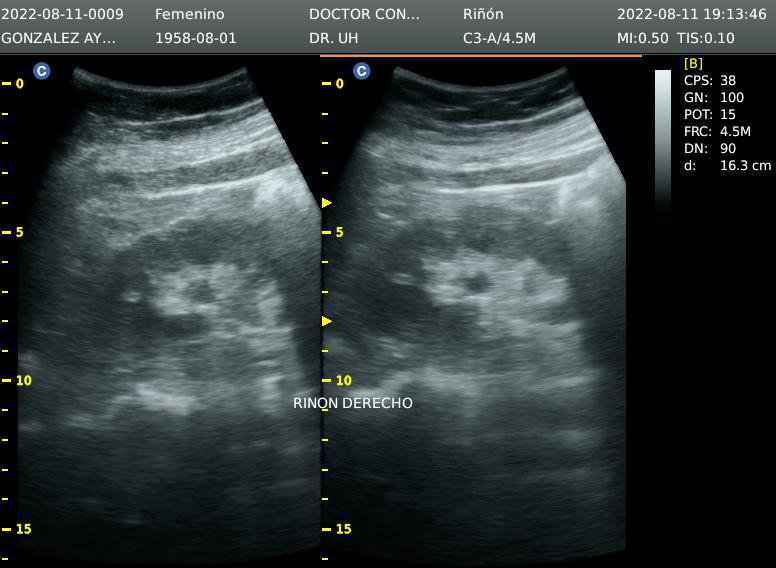 2022-08-11-0009 Femenino DOCTOR CON... Riñón 2022-08-11 19:13:46
GONZALEZ AY... 1958-08-01 DR. UH C3-A/4.5M MI:0.50 TIS:0.10
[B]
CPS: 38
GN: 100
POT: 15
FRC: 4.5M
DN: 90
d: 16.3 cm
C C
0 0
5 5
10 10
RINON DERECHO
15 15